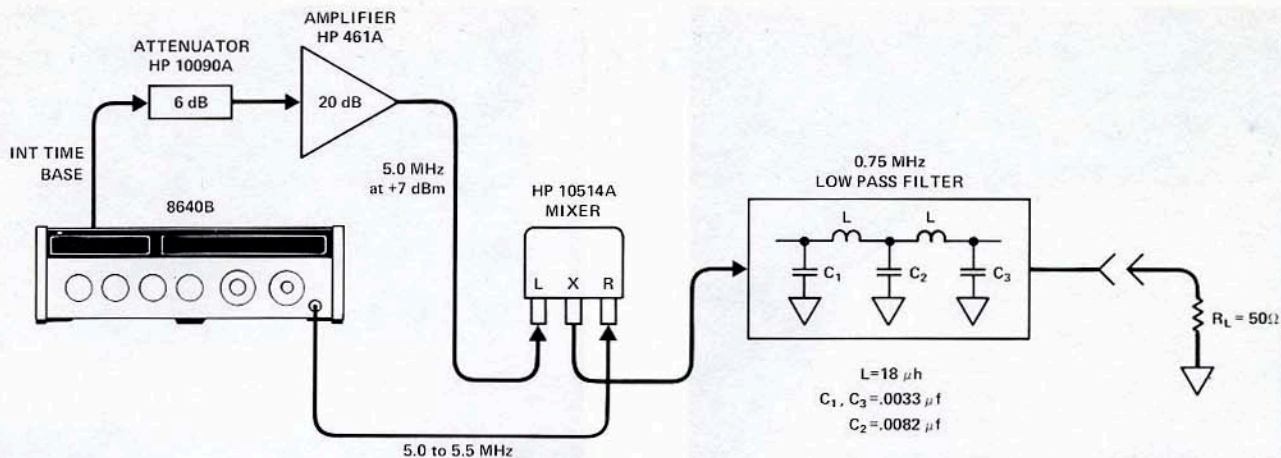 AMPLIFIER
HP 461A
ATTENUATOR
HP 10090A
6 dB
20 dB
INT TIME
BASE
8640B
5.0 MHz
at +7 dBm
HP 10514A
MIXER
L X R
5.0 to 5.5 MHz
0.75 MHz
LOW PASS FILTER
L L
C1 C2 C3
RL = 50Ω
L=18 μh
C1, C3=.0033 μf
C2=.0082 μf